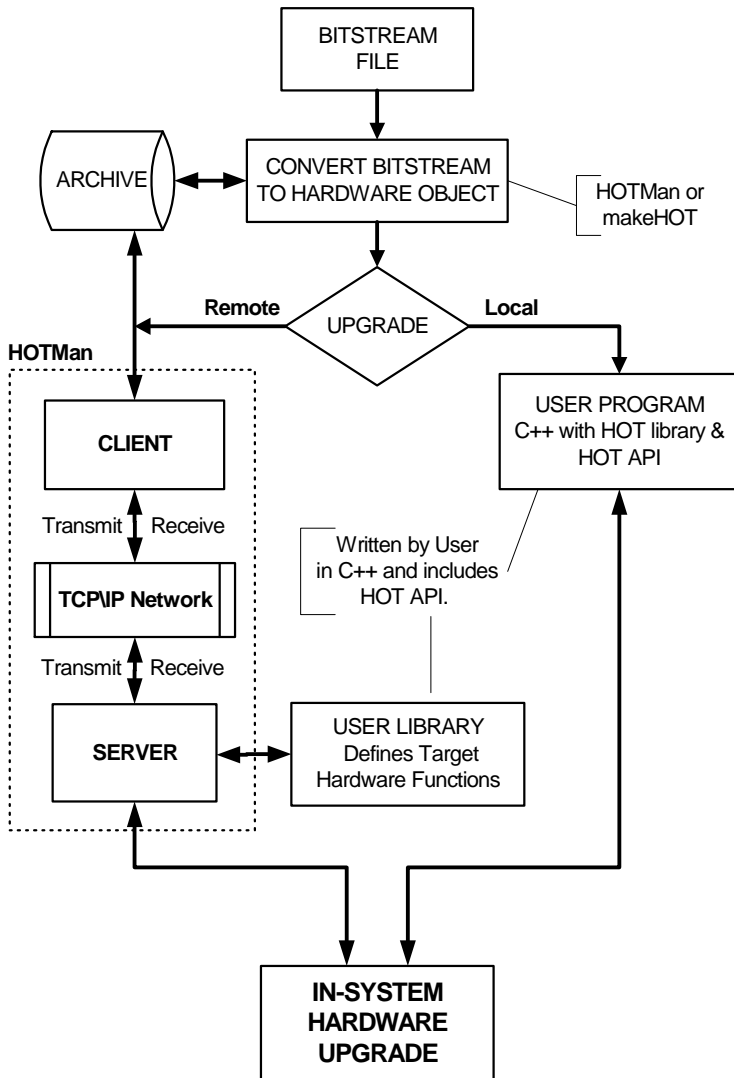 BITSTREAM
FILE
ARCHIVE
CONVERT BITSTREAM
TO HARDWARE OBJECT
HOTMan or
makeHOT
Remote
UPGRADE
Local
HOTMan
CLIENT
USER PROGRAM
C++ with HOT library &
HOT API
Transmit
Receive
Written by User
in C++ and includes
HOT API.
TCP\IP Network
Transmit
Receive
SERVER
USER LIBRARY
Defines Target
Hardware Functions
IN-SYSTEM
HARDWARE
UPGRADE